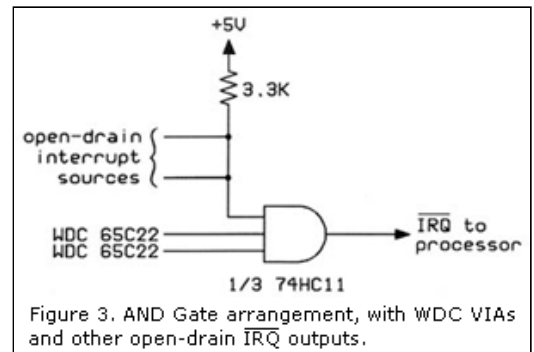 +5V
3.3K
open-drain
interrupt
sources
WDC 65C22
WDC 65C22
IRQ to
processor
1/3 74HC11
Figure 3. AND Gate arrangement, with WDC VIAs
and other open-drain IRQ outputs.